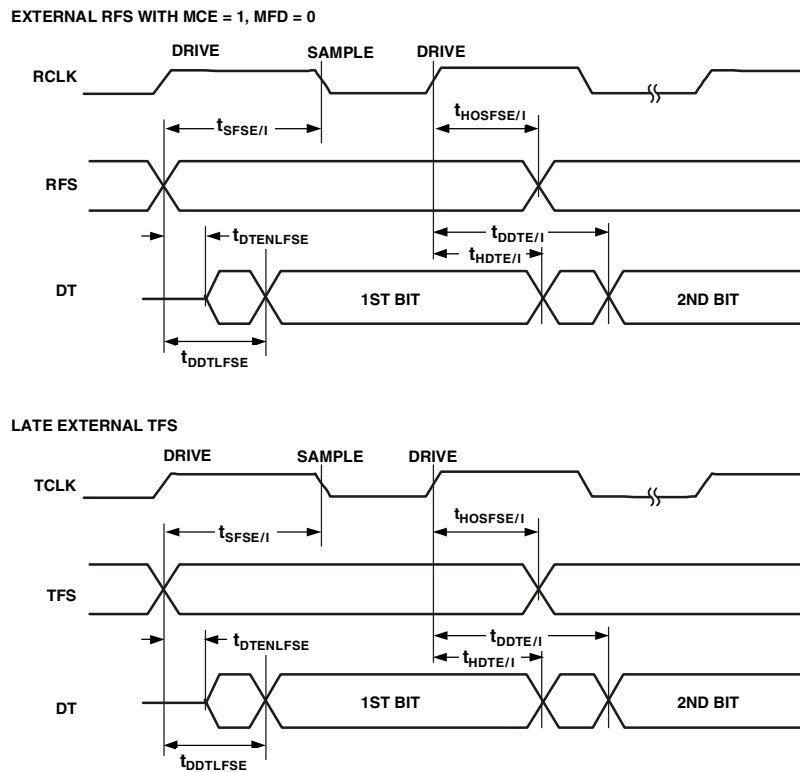 EXTERNAL RFS WITH MCE = 1, MFD = 0
DRIVE SAMPLE DRIVE
RCLK
tSFSE/I tHOSFSE/I
RFS
tDTENLFSE tDDTE/I
tHDTE/I
DT 1ST BIT 2ND BIT
tDDTLFSE
LATE EXTERNAL TFS
DRIVE SAMPLE DRIVE
TCLK
tSFSE/I tHOSFSE/I
TFS
tDTENLFSE tDDTE/I
tHDTE/I
DT 1ST BIT 2ND BIT
tDDTLFSE